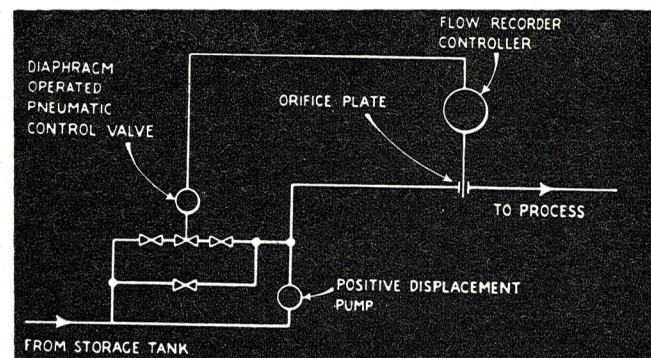 FLOW RECORDER
CONTROLLER
DIAPHRACM
OPERATED
PNEUMATIC
CONTROL VALVE
ORIFICE PLATE
TO PROCESS
POSITIVE DISPLACEMENT
PUMP
FROM STORAGE TANK